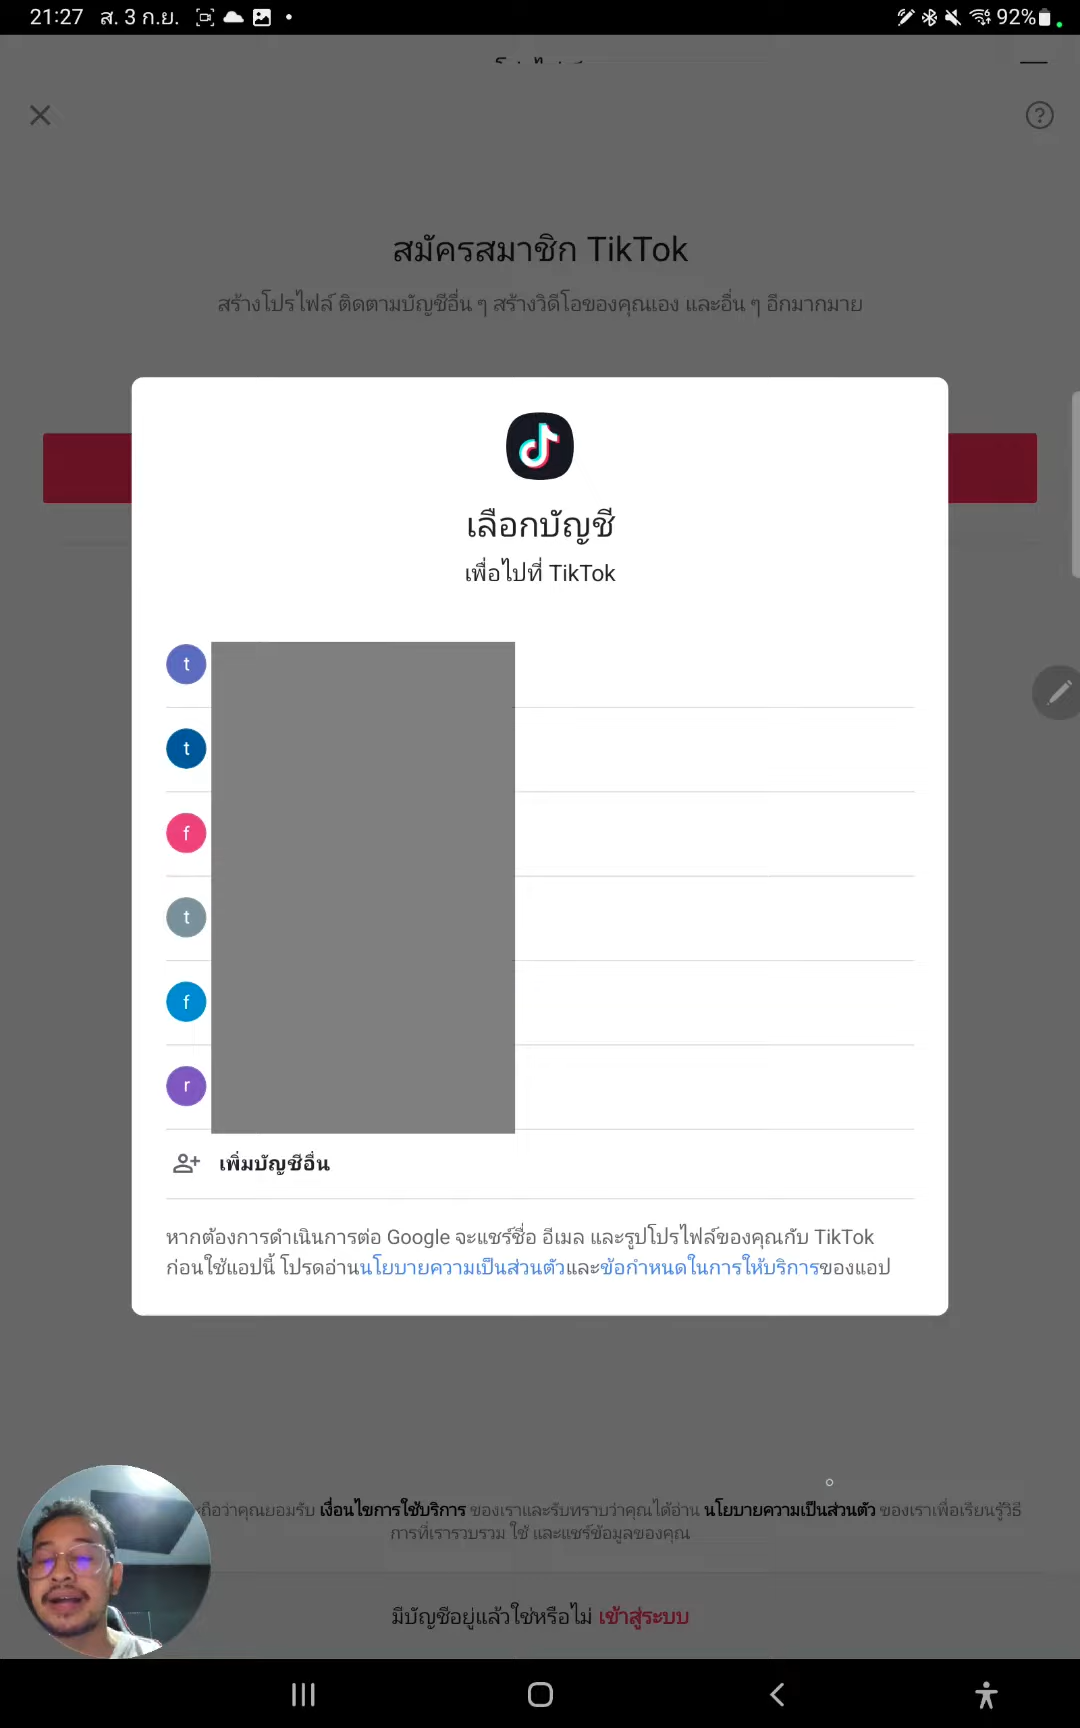 21:27 ส. 3 ก.ย.
92%
สมัครสมาชิก TikTok
สร้างโปรไฟล์ ติดตามบัญชีอื่น ๆ สร้างวิดีโอของคุณเอง และอื่น ๆ อีกมากมาย
เลือกบัญชี
เพื่อไปที่ TikTok
t
t
f
t
f
r
เพิ่มบัญชีอื่น
หากต้องการดำเนินการต่อ Google จะแชร์ชื่อ อีเมล และรูปโปรไฟล์ของคุณกับ TikTok
ก่อนใช้แอปนี้ โปรดอ่านนโยบายความเป็นส่วนตัวและข้อกำหนดในการให้บริการของแอป
ถือว่าคุณยอมรับ เงื่อนไขการใช้บริการ ของเราและรับทราบว่าคุณได้อ่าน นโยบายความเป็นส่วนตัว ของเราเพื่อเรียนรู้วิธี
การที่เรารวบรวม ใช้ และแชร์ข้อมูลของคุณ
มีบัญชีอยู่แล้วใช่หรือไม่ เข้าสู่ระบบ